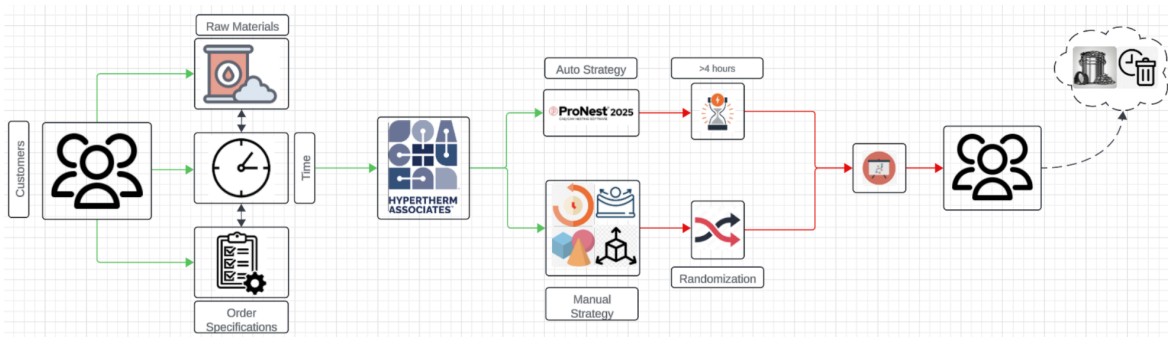 Raw Materials
Customers
Time
Order
Specifications
HYPERTHERM
ASSOCIATES
Auto Strategy
ProNest 2025
Manual
Strategy
>4 hours
Randomization